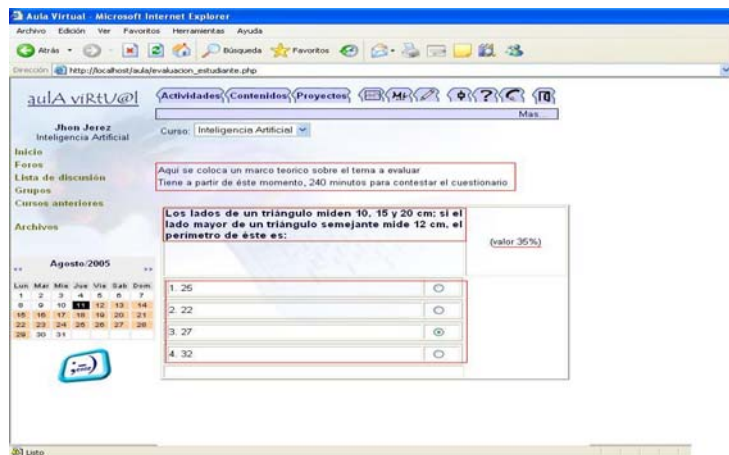 Aula Virtual - Microsoft Internet Explorer
Archivo Edición Ver Favoritos Herramientas Ayuda
Atrás Búsqueda Favoritos
Dirección http://localhost/aula/evaluacion_estudiante.php
aulA viRtU@l
Actividades Contenidos Proyectos
Mas...
Jhon Jerez
Inteligencia Artificial
Curso: Inteligencia Artificial
Inicio
Foros
Lista de discusión
Grupos
Cursos anteriores
Archivos
Aqui se coloca un marco teorico sobre el tema a evaluar
Tiene a partir de éste momento, 240 minutos para contestar el cuestionario
Los lados de un triángulo miden 10, 15 y 20 cm; si el
lado mayor de un triángulo semejante mide 12 cm, el
perímetro de éste es:
(valor 35%)
1. 25
2. 22
3. 27
4. 32
<< Agosto/2005 >>
Lun Mar Mie Jue Vie Sab Dom
1 2 3 4 5 6 7
8 9 10 11 12 13 14
15 16 17 18 19 20 21
22 23 24 25 26 27 28
29 30 31
Listo